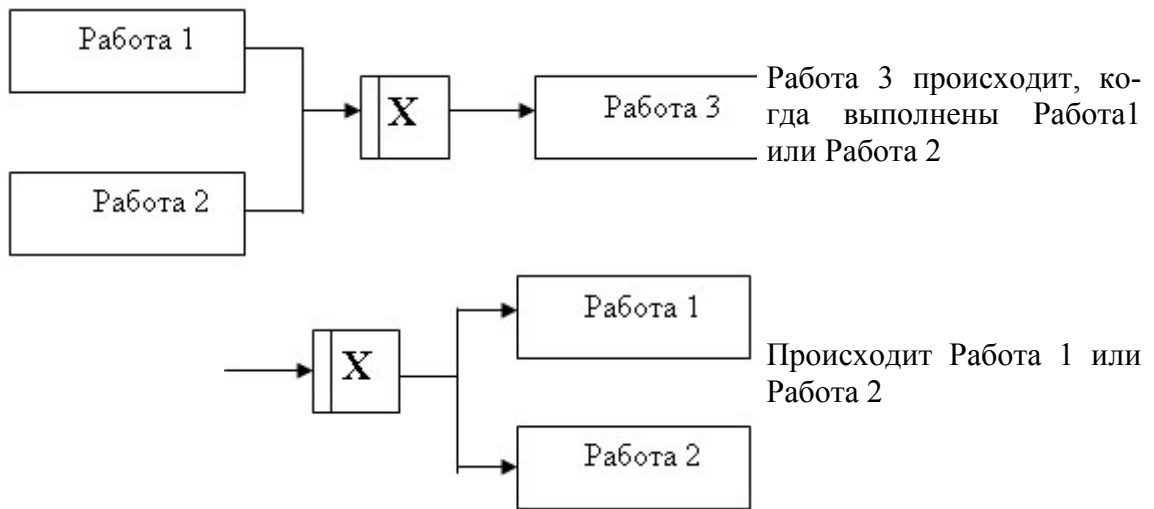 Работа 1
Работа 2
X
Работа 3
Работа 3 происходит, ко-
гда выполнены Работа1
или Работа 2
X
Работа 1
Работа 2
Происходит Работа 1 или
Работа 2